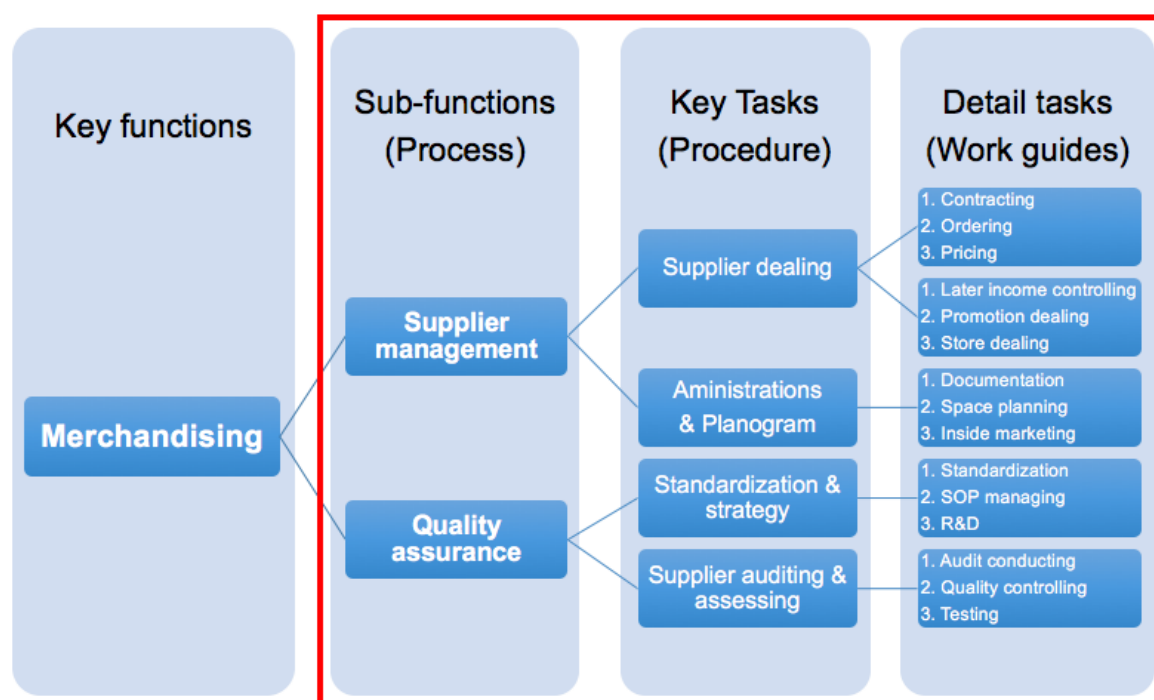 Key functions
Sub-functions
(Process)
Key Tasks
(Procedure)
Detail tasks
(Work guides)
Merchandising
Supplier
management
Quality
assurance
Supplier dealing
Aministrations
& Planogram
Standardization &
strategy
Supplier auditing &
assessing
1. Contracting
2. Ordering
3. Pricing
1. Later income controlling
2. Promotion dealing
3. Store dealing
1. Documentation
2. Space planning
3. Inside marketing
1. Standardization
2. SOP managing
3. R&D
1. Audit conducting
2. Quality controlling
3. Testing